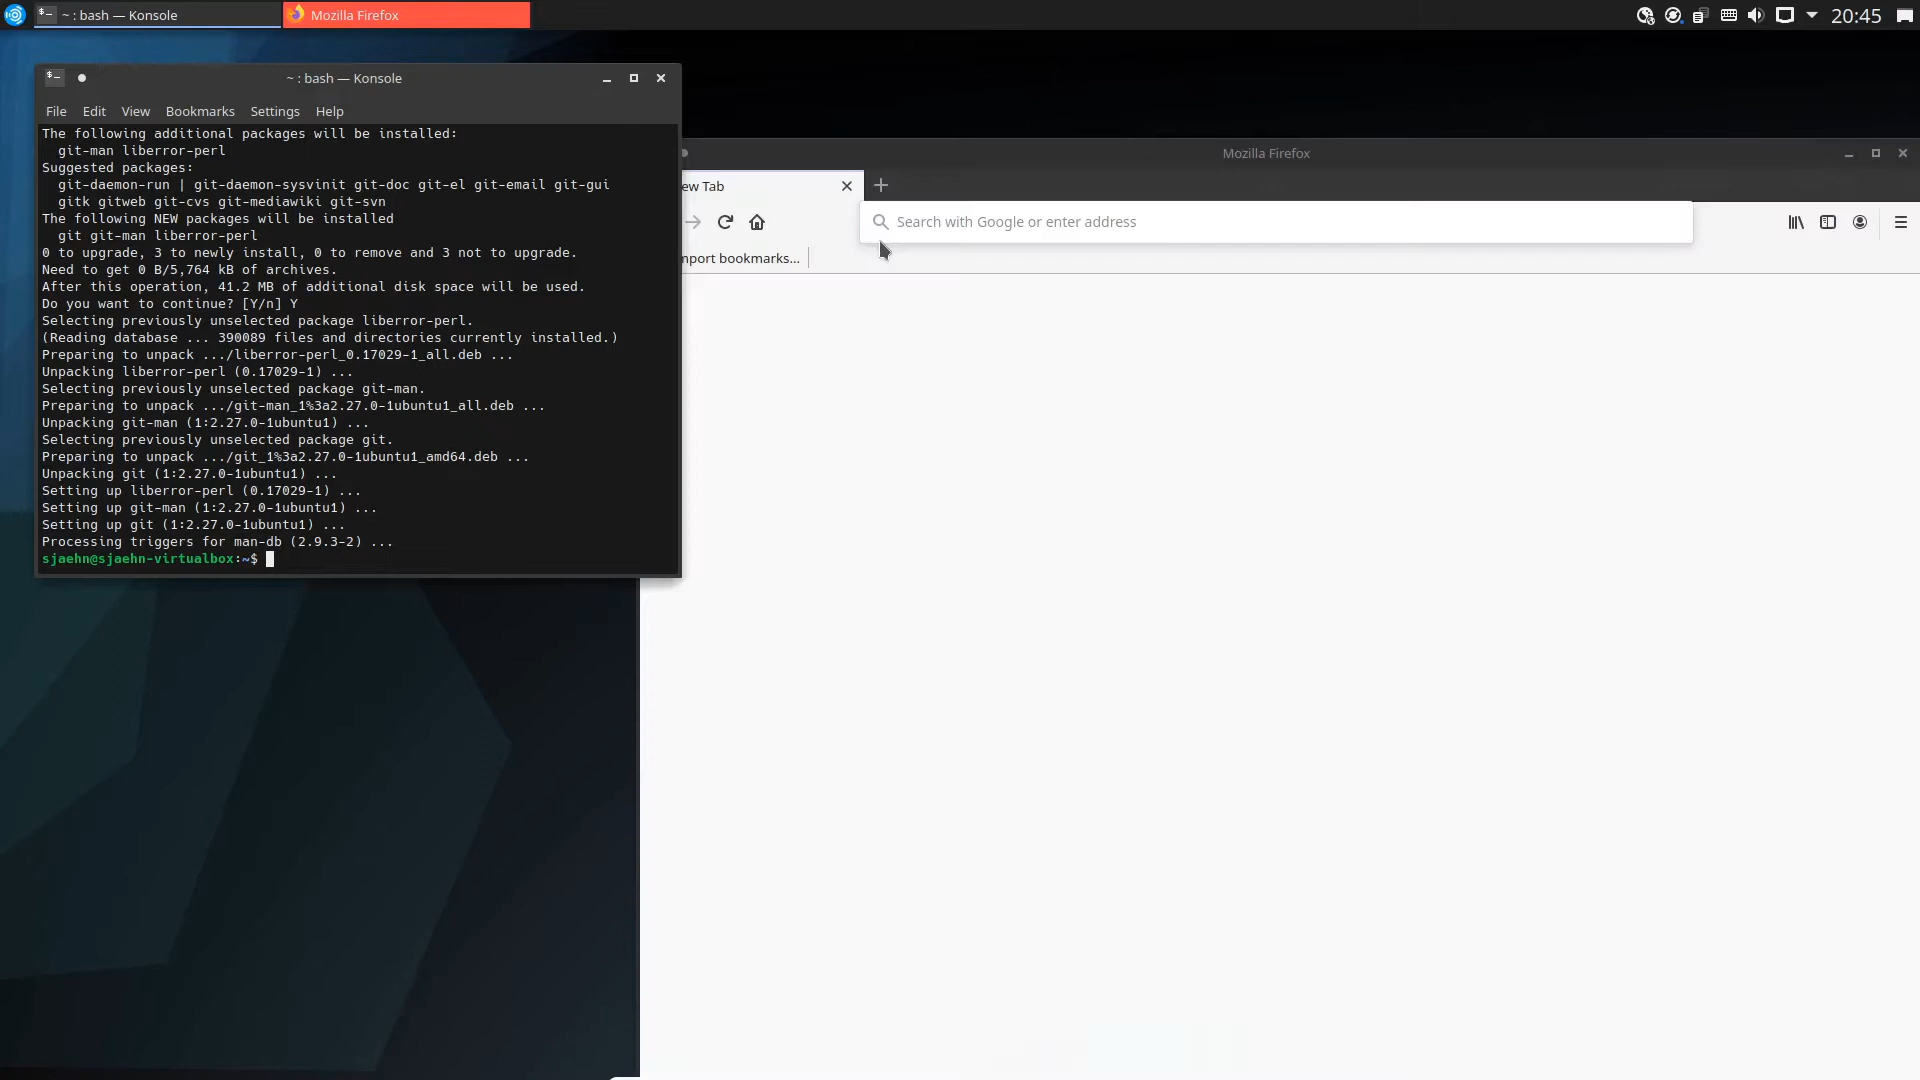 ~ : bash — Konsole
Mozilla Firefox
20:45
~ : bash — Konsole
File Edit View Bookmarks Settings Help
The following additional packages will be installed:
git-man liberror-perl
Suggested packages:
git-daemon-run | git-daemon-sysvinit git-doc git-el git-email git-gui
gitk gitweb git-cvs git-mediawiki git-svn
The following NEW packages will be installed
git git-man liberror-perl
0 to upgrade, 3 to newly install, 0 to remove and 3 not to upgrade.
Need to get 0 B/5,764 kB of archives.
After this operation, 41.2 MB of additional disk space will be used.
Do you want to continue? [Y/n] Y
Selecting previously unselected package liberror-perl.
(Reading database ... 390089 files and directories currently installed.)
Preparing to unpack .../liberror-perl_0.17029-1_all.deb ...
Unpacking liberror-perl (0.17029-1) ...
Selecting previously unselected package git-man.
Preparing to unpack .../git-man_1%3a2.27.0-1ubuntu1_all.deb ...
Unpacking git-man (1:2.27.0-1ubuntu1) ...
Selecting previously unselected package git.
Preparing to unpack .../git_1%3a2.27.0-1ubuntu1_amd64.deb ...
Unpacking git (1:2.27.0-1ubuntu1) ...
Setting up liberror-perl (0.17029-1) ...
Setting up git-man (1:2.27.0-1ubuntu1) ...
Setting up git (1:2.27.0-1ubuntu1) ...
Processing triggers for man-db (2.9.3-2) ...
sjaehn@sjaehn-virtualbox:~$
Mozilla Firefox
ew Tab
Search with Google or enter address
mport bookmarks...